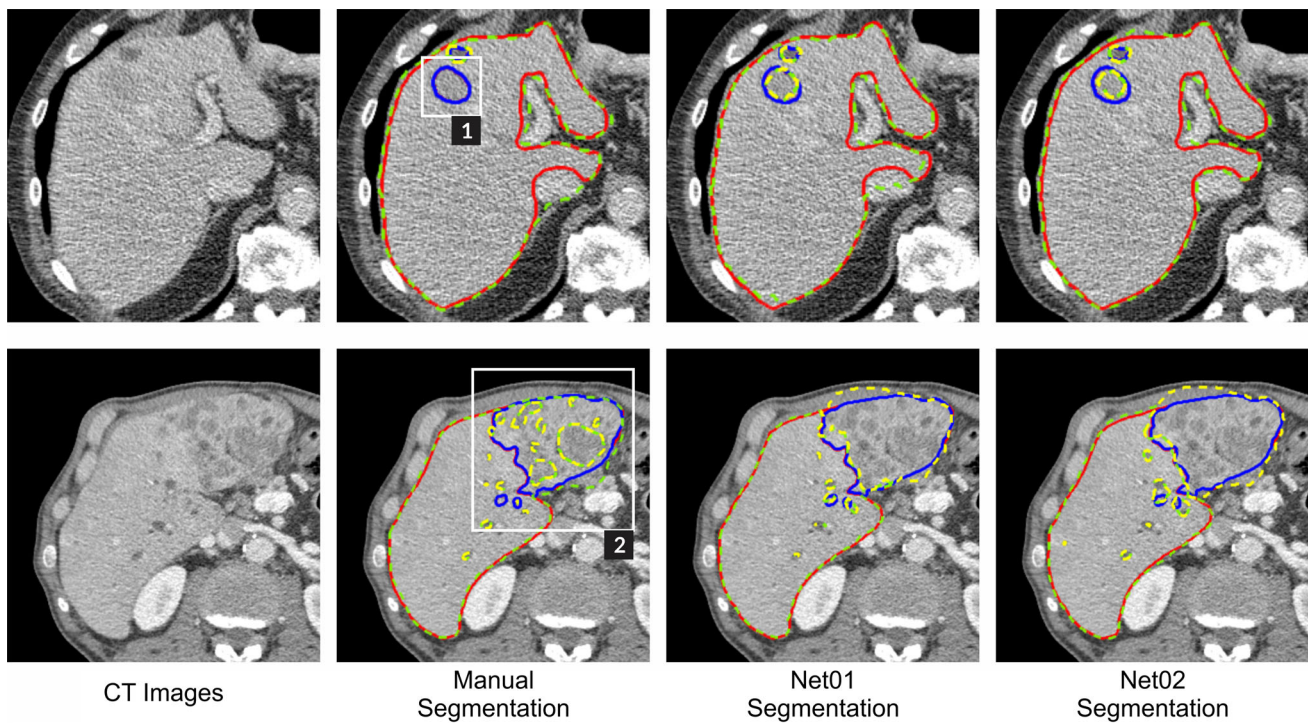 1
2
CT Images
Manual
Segmentation
Net01
Segmentation
Net02
Segmentation